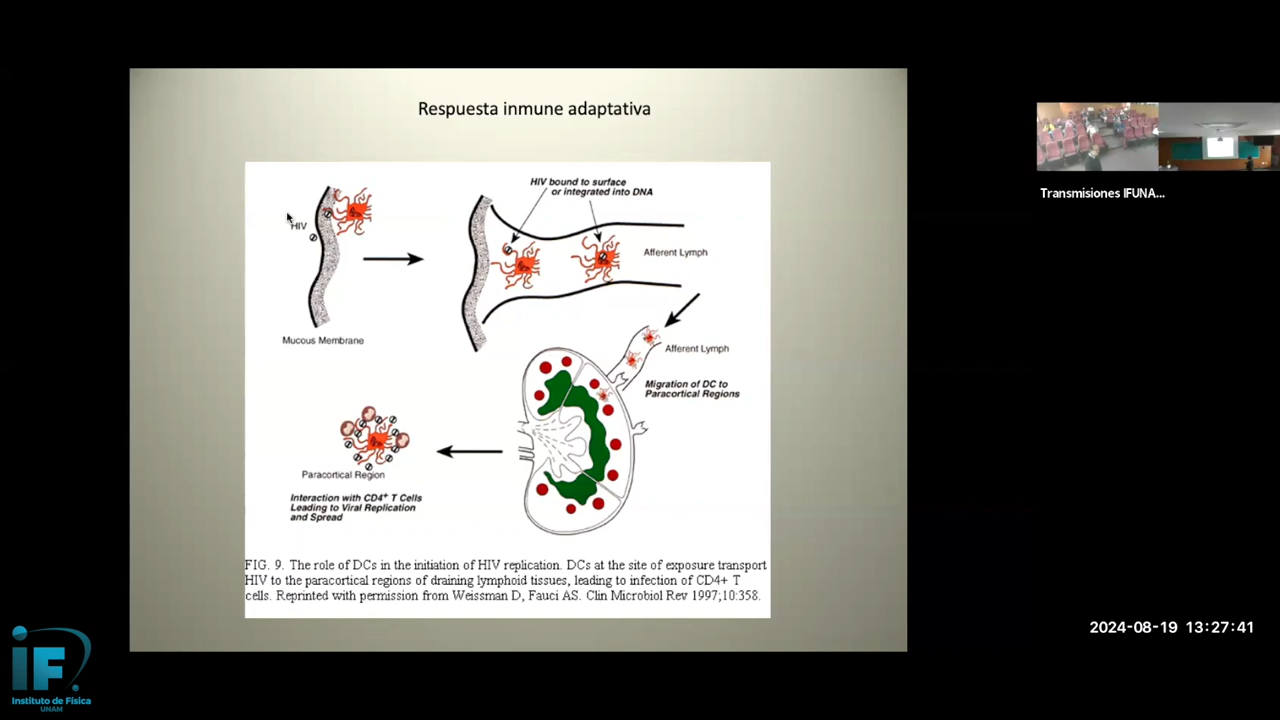 Respuesta inmune adaptativa
HIV bound to surface
or integrated into DNA
HIV
Afferent Lymph
Mucous Membrane
Afferent Lymph
Migration of DC to
Paracortical Regions
Paracortical Region
Interaction with CD4+ T Cells
Leading to Viral Replication
and Spread
FIG. 9. The role of DCs in the initiation of HIV replication. DCs at the site of exposure transport
HIV to the paracortical regions of draining lymphoid tissues, leading to infection of CD4+ T
cells. Reprinted with permission from Weissman D, Fauci AS. Clin Microbiol Rev 1997;10:358.
Transmisiones IFUNA...
2024-08-19 13:27:41
iF
Instituto de Física
UNAM